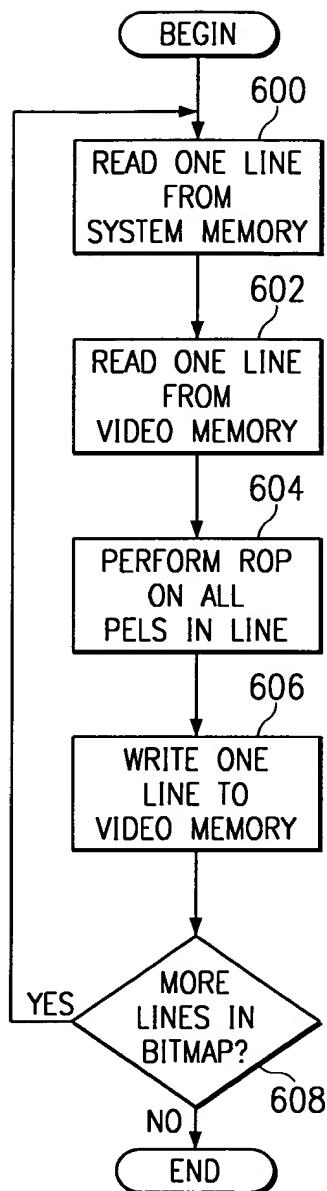 BEGIN
600
READ ONE LINE
FROM
SYSTEM MEMORY
602
READ ONE LINE
FROM
VIDEO MEMORY
604
PERFORM ROP
ON ALL
PELS IN LINE
606
WRITE ONE
LINE TO
VIDEO MEMORY
MORE
LINES IN
BITMAP?
YES
608
NO
END